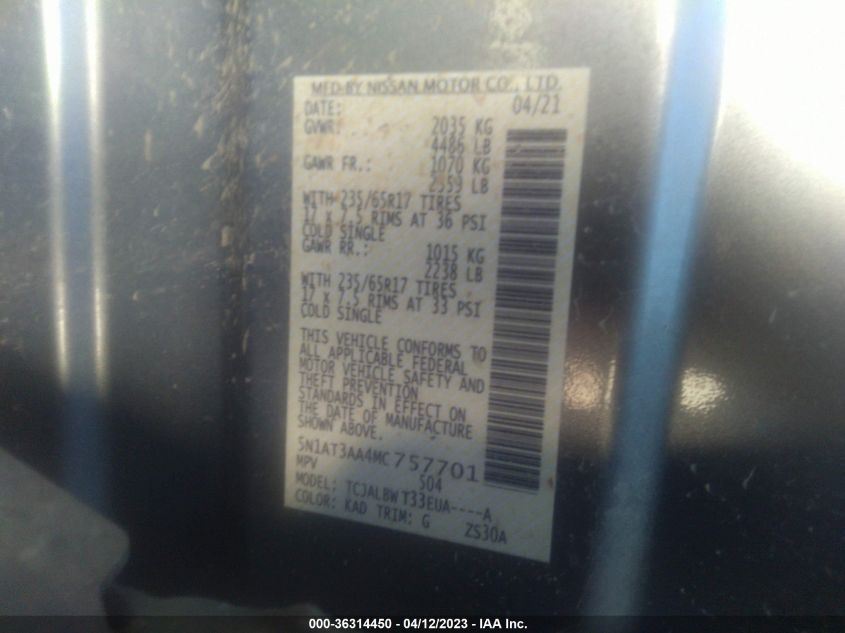 MFD BY NISSAN MOTOR CO., LTD.
DATE: 04/21
GVWR: 2035 KG
4486 LB
GAWR FR.: 1070 KG
2359 LB
WITH 235/65R17 TIRES
17 x 7.5 RIMS AT 36 PSI
COLD SINGLE
GAWR RR.: 1015 KG
2238 LB
WITH 235/65R17 TIRES
17 x 7.5 RIMS AT 33 PSI
COLD SINGLE
THIS VEHICLE CONFORMS TO
ALL APPLICABLE FEDERAL
MOTOR VEHICLE SAFETY AND
THEFT PREVENTION
STANDARDS IN EFFECT ON
THE DATE OF MANUFACTURE
SHOWN ABOVE.
5N1AT3AA4MC757701
MPV 504
MODEL: TCJALBWT33EUA----A
COLOR: KAD TRIM: G ZS30A
000-36314450 - 04/12/2023 - IAA Inc.